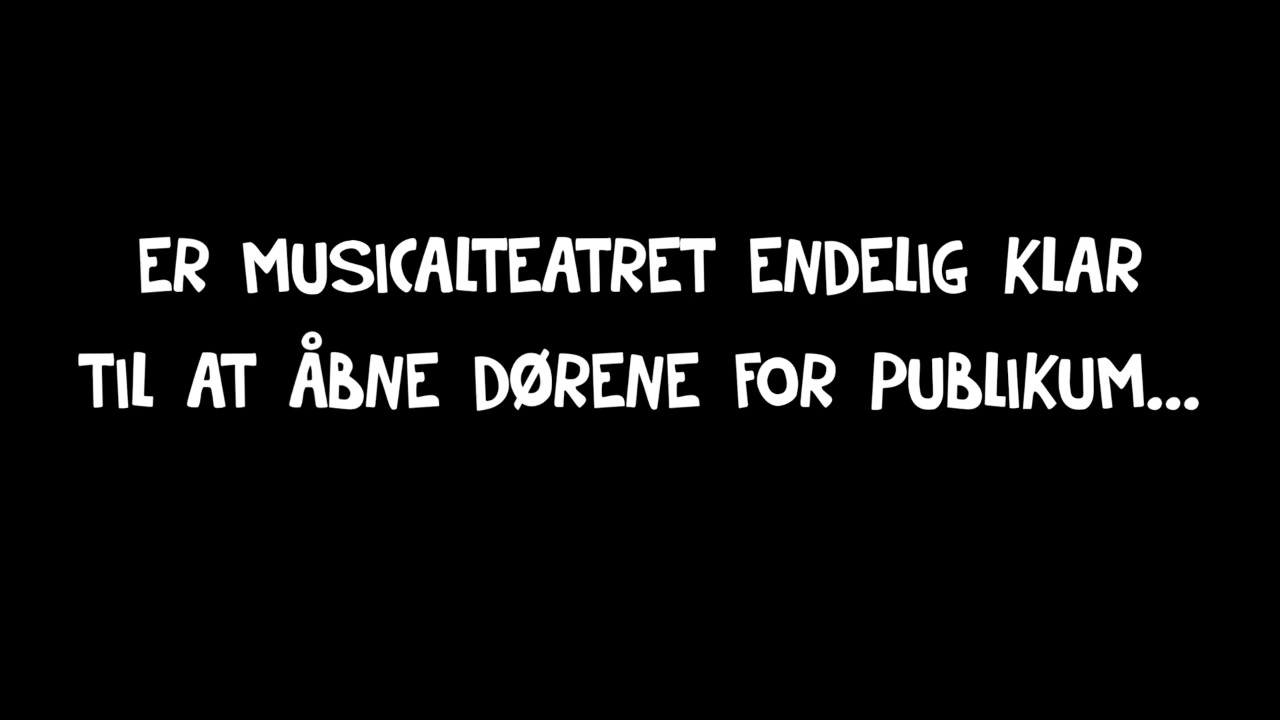 ER MUSICALTEATRET ENDELIG KLAR
TIL AT ÅBNE DØRENE FOR PUBLIKUM...